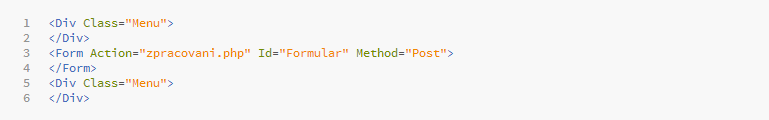 1 <Div Class="Menu">
2 </Div>
3 <Form Action="zpracovani.php" Id="Formular" Method="Post">
4 </Form>
5 <Div Class="Menu">
6 </Div>